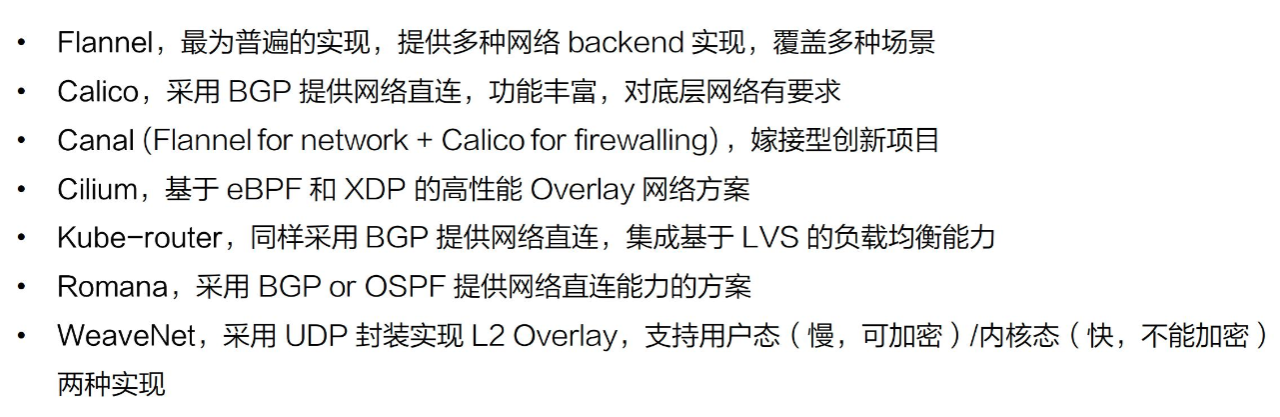 • Flannel，最为普遍的实现，提供多种网络 backend 实现，覆盖多种场景
• Calico，采用 BGP 提供网络直连，功能丰富，对底层网络有要求
• Canal (Flannel for network + Calico for firewalling)，嫁接型创新项目
• Cilium，基于 eBPF 和 XDP 的高性能 Overlay 网络方案
• Kube-router，同样采用 BGP 提供网络直连，集成基于 LVS 的负载均衡能力
• Romana，采用 BGP or OSPF 提供网络直连能力的方案
• WeaveNet，采用 UDP 封装实现 L2 Overlay，支持用户态（慢，可加密）/内核态（快，不能加密）
两种实现